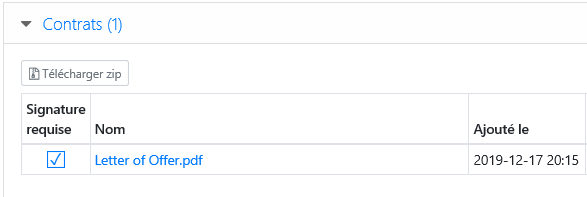 Contrats (1)
Télécharger zip
Signature requise Nom Ajouté le
Letter of Offer.pdf 2019-12-17 20:15